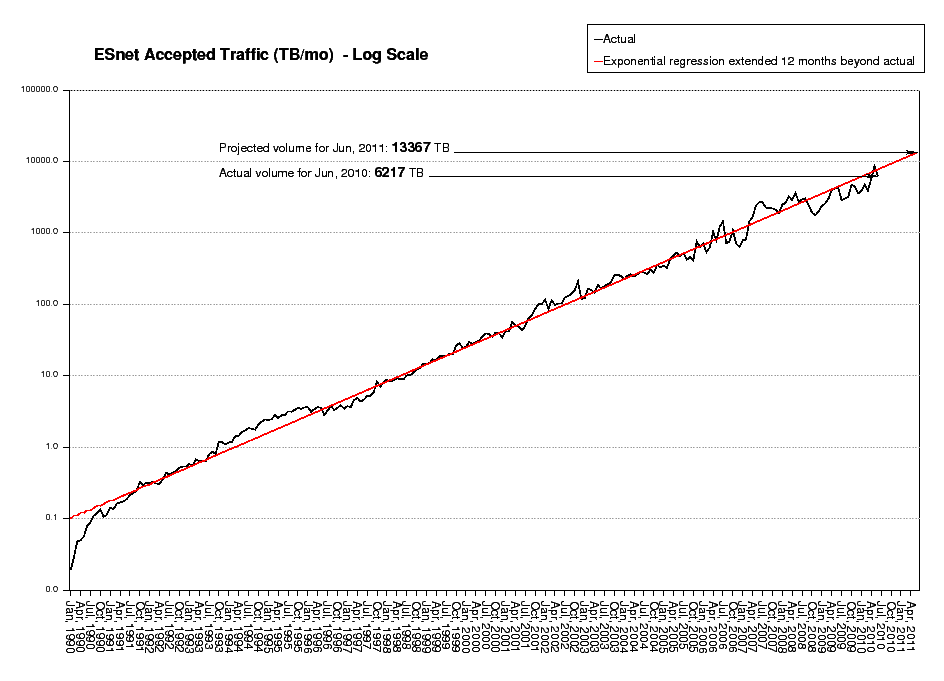 ESnet Accepted Traffic (TB/mo) - Log Scale
Actual
Exponential regression extended 12 months beyond actual
100000.0
Projected volume for Jun, 2011: 13367 TB
10000.0
Actual volume for Jun, 2010: 6217 TB
1000.0
100.0
10.0
1.0
0.1
0.0
Jan, 1990
Apr, 1990
Jul, 1990
Oct, 1990
Jan, 1991
Apr, 1991
Jul, 1991
Oct, 1991
Jan, 1992
Apr, 1992
Jul, 1992
Oct, 1992
Jan, 1993
Apr, 1993
Jul, 1993
Oct, 1993
Jan, 1994
Apr, 1994
Jul, 1994
Oct, 1994
Jan, 1995
Apr, 1995
Jul, 1995
Oct, 1995
Jan, 1996
Apr, 1996
Jul, 1996
Oct, 1996
Jan, 1997
Apr, 1997
Jul, 1997
Oct, 1997
Jan, 1998
Apr, 1998
Jul, 1998
Oct, 1998
Jan, 1999
Apr, 1999
Jul, 1999
Oct, 1999
Jan, 2000
Apr, 2000
Jul, 2000
Oct, 2000
Jan, 2001
Apr, 2001
Jul, 2001
Oct, 2001
Jan, 2002
Apr, 2002
Jul, 2002
Oct, 2002
Jan, 2003
Apr, 2003
Jul, 2003
Oct, 2003
Jan, 2004
Apr, 2004
Jul, 2004
Oct, 2004
Jan, 2005
Apr, 2005
Jul, 2005
Oct, 2005
Jan, 2006
Apr, 2006
Jul, 2006
Oct, 2006
Jan, 2007
Apr, 2007
Jul, 2007
Oct, 2007
Jan, 2008
Apr, 2008
Jul, 2008
Oct, 2008
Jan, 2009
Apr, 2009
Jul, 2009
Oct, 2009
Jan, 2010
Apr, 2010
Jul, 2010
Oct, 2010
Jan, 2011
Apr, 2011